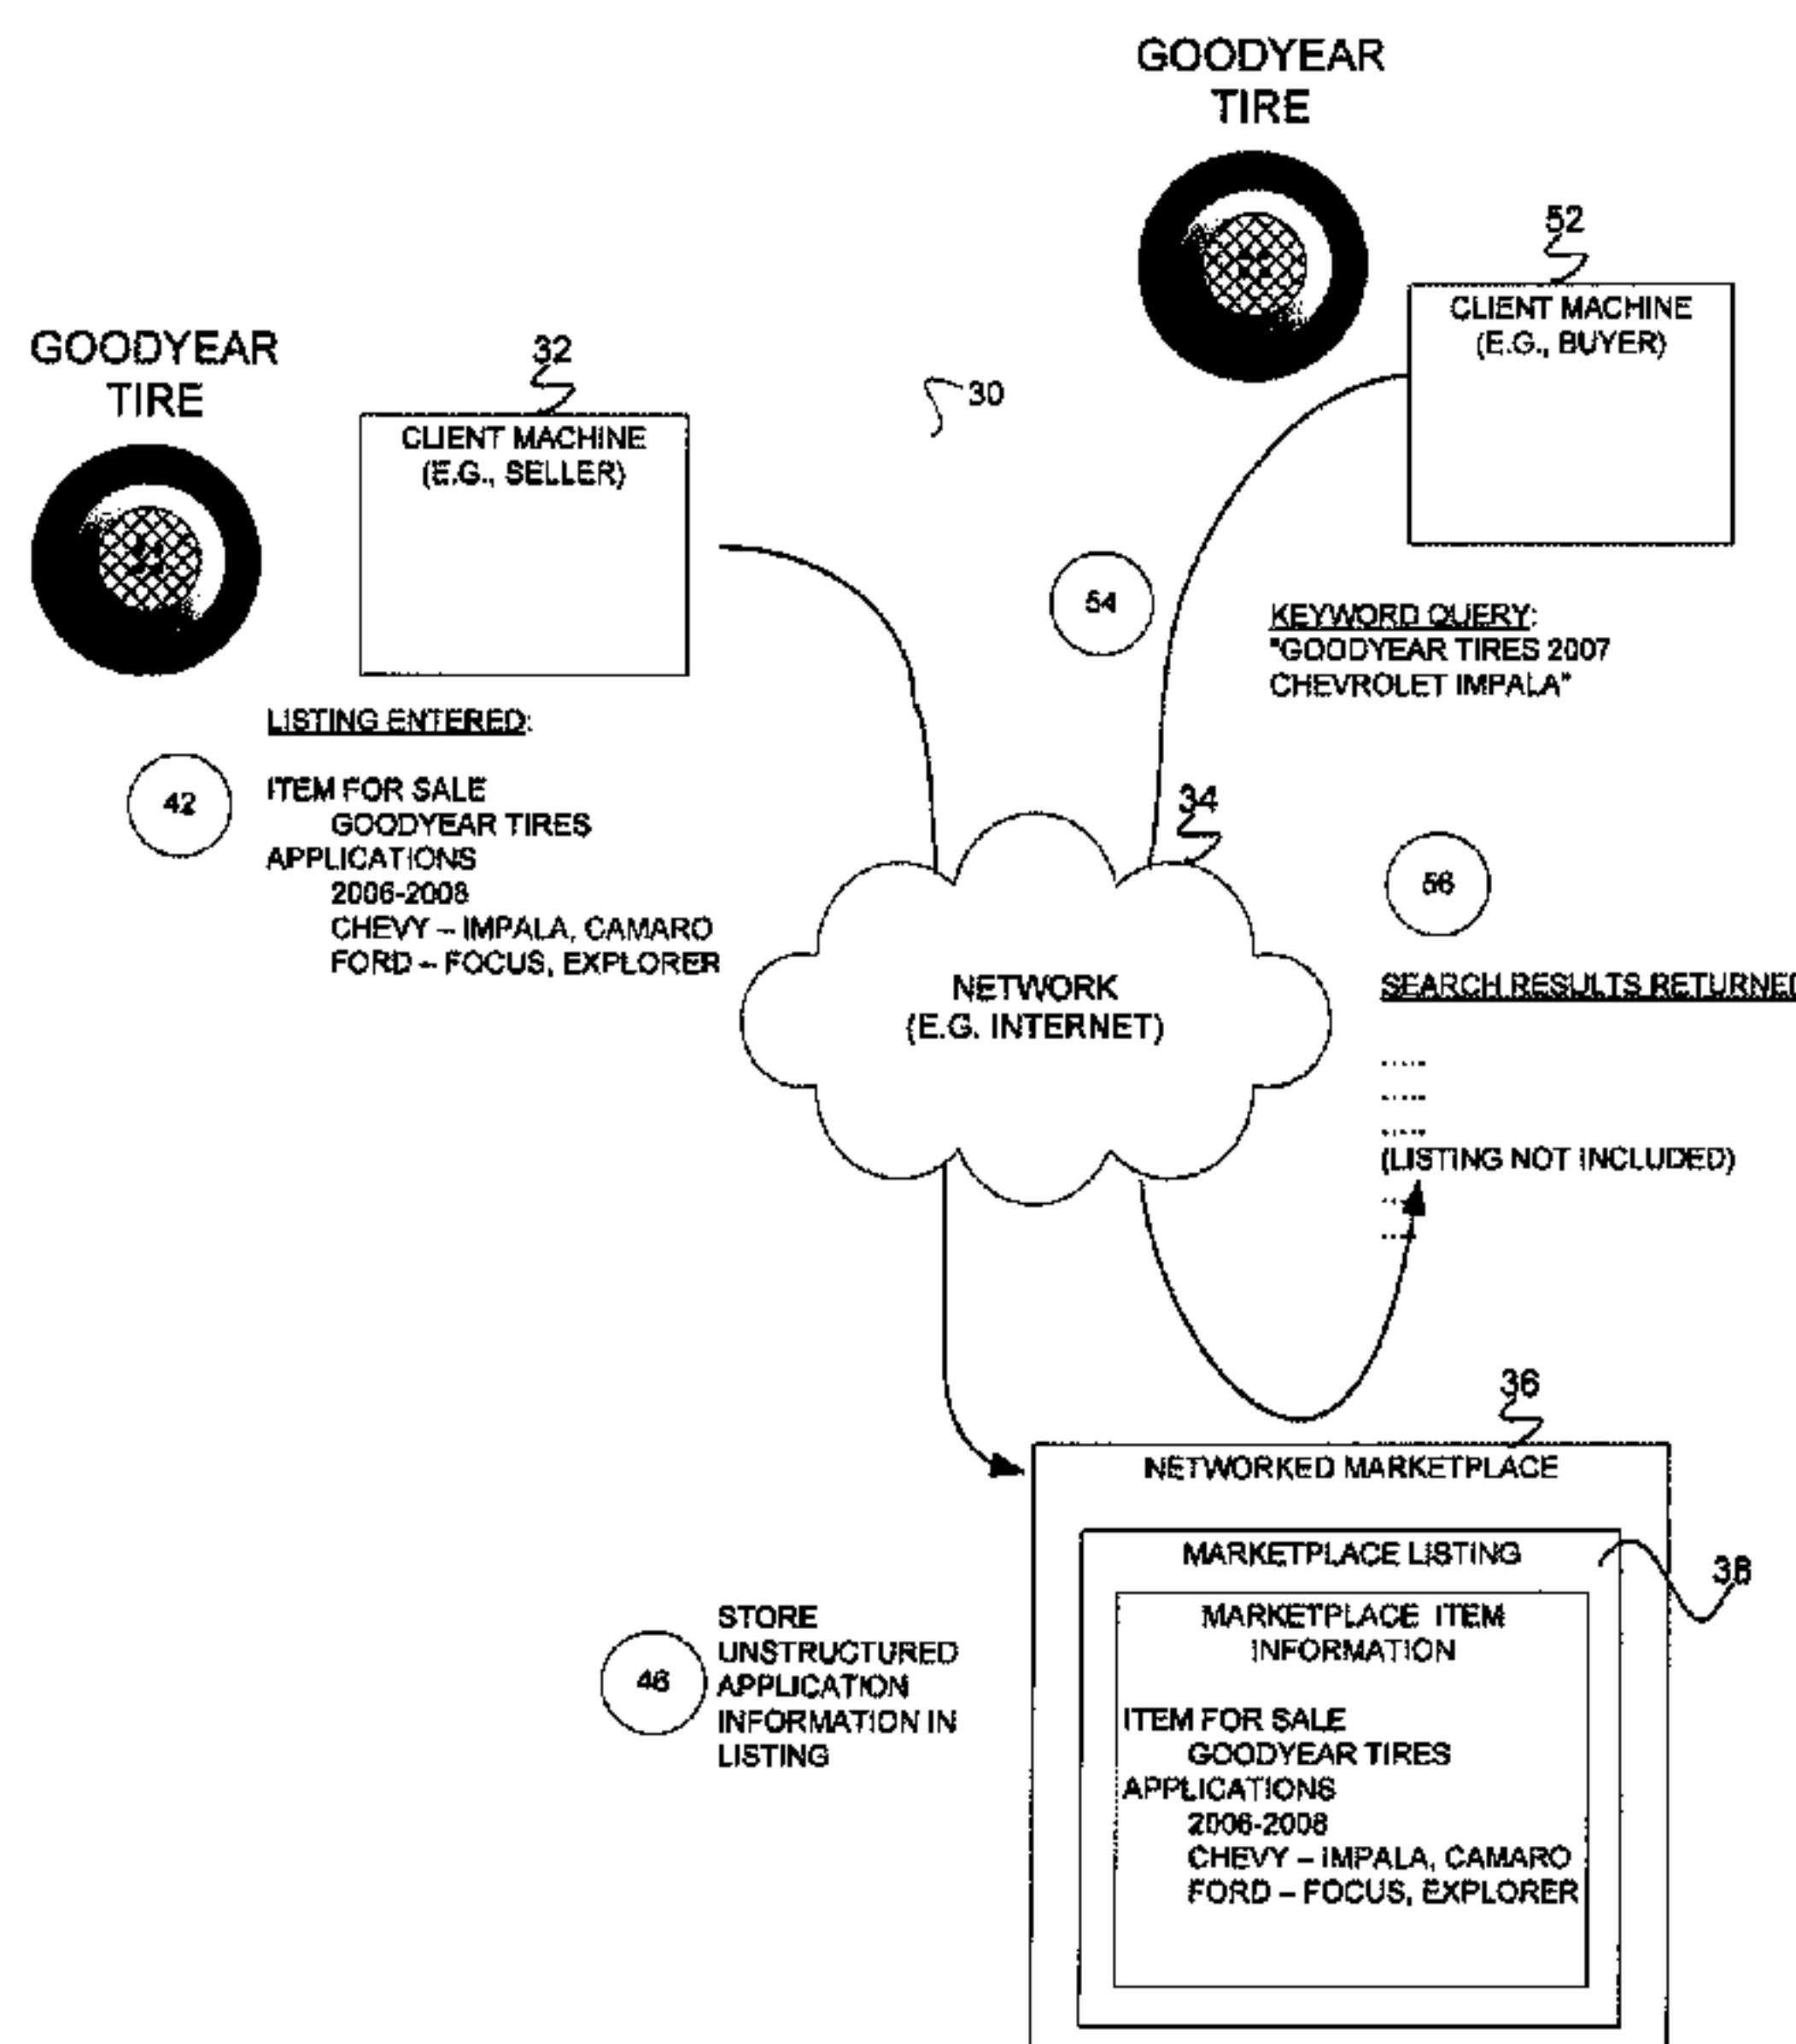 GOODYEAR
TIRE
52
CLIENT MACHINE
(E.G., BUYER)
GOODYEAR
TIRE
32
CLIENT MACHINE
(E.G., SELLER)
30
54
KEYWORD QUERY:
"GOODYEAR TIRES 2007
CHEVROLET IMPALA"
LISTING ENTERED:
42
ITEM FOR SALE
GOODYEAR TIRES
APPLICATIONS
2006-2008
CHEVY – IMPALA, CAMARO
FORD – FOCUS, EXPLORER
34
56
NETWORK
(E.G. INTERNET)
SEARCH RESULTS RETURNED
.....
.....
.....
(LISTING NOT INCLUDED)
.....
.....
36
NETWORKED MARKETPLACE
MARKETPLACE LISTING
38
MARKETPLACE ITEM
INFORMATION
46
STORE
UNSTRUCTURED
APPLICATION
INFORMATION IN
LISTING
ITEM FOR SALE
GOODYEAR TIRES
APPLICATIONS
2006-2008
CHEVY – IMPALA, CAMARO
FORD – FOCUS, EXPLORER